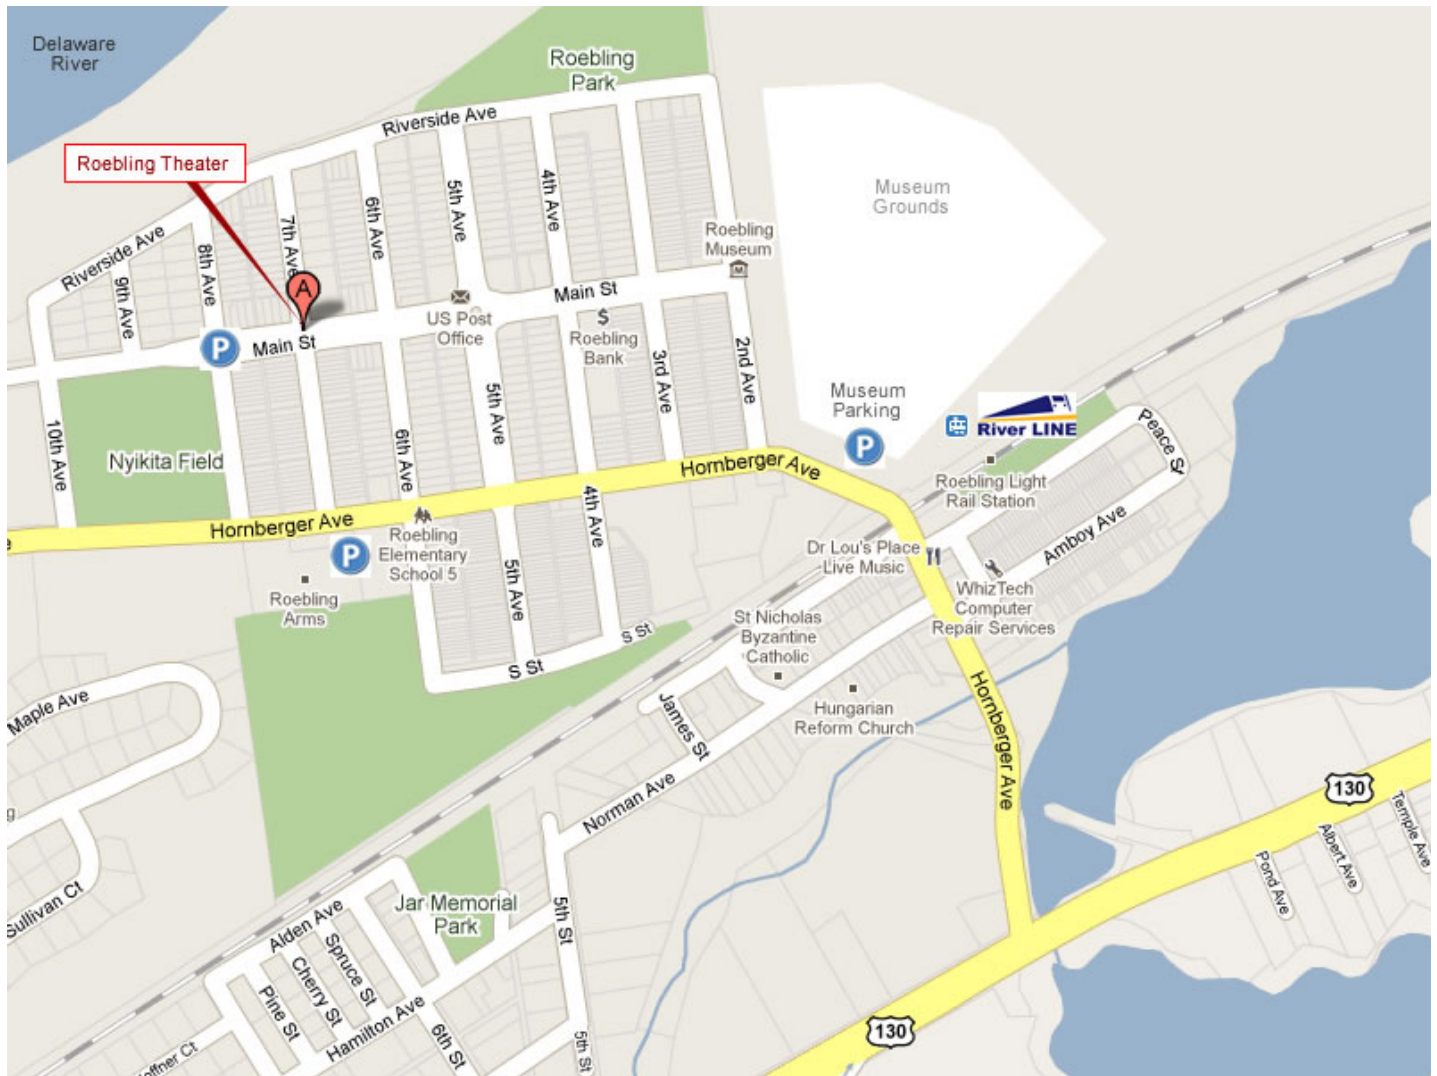 Delaware
River
Roebling
Park
Riverside Ave
Roebling Theater
Museum
Grounds
4th Ave
5th Ave
6th Ave
7th Ave
8th Ave
Riverside Ave
9th Ave
Roebling
Museum
M
A
Main St
US Post
Office
$
Roebling
Bank
P
Main St
3rd Ave
2nd Ave
Museum
Parking
P
River LINE
Peace St
10th Ave
Nyikita Field
6th Ave
5th Ave
4th Ave
Hornberger Ave
Hornberger Ave
Roebling Light
Rail Station
Amboy Ave
e
P
Roebling
Elementary
School 5
Roebling
Arms
5th Ave
Dr Lou's Place
Live Music
WhizTech
Computer
Repair Services
St Nicholas
Byzantine
Catholic
S St
S St
Hungarian
Reform Church
Hornberger Ave
Maple Ave
James St
Norman Ave
130
Temple Ave
Albert Ave
Pond Ave
g
Sullivan Ct
Jar Memorial
Park
Alden Ave
Spruce St
Cherry St
Pine St
Hamilton Ave
5th St
6th St
5th St
130
offner Ct